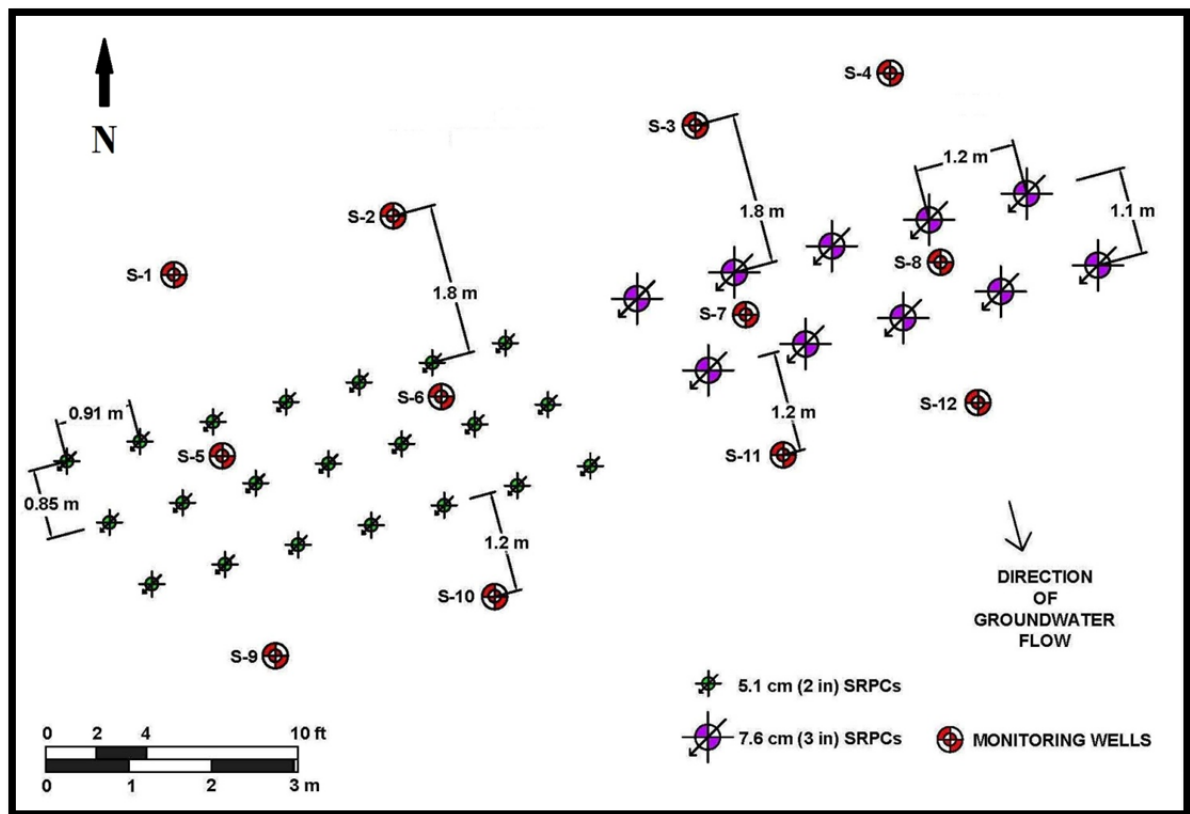 N
S-4
S-3
1.2 m
1.8 m
1.1 m
S-2
S-8
S-1
1.8 m
S-7
S-6
0.91 m
1.2 m
S-12
S-5
S-11
0.85 m
1.2 m
S-10
DIRECTION
OF
GROUNDWATER
FLOW
S-9
5.1 cm (2 in) SRPCs
7.6 cm (3 in) SRPCs
MONITORING WELLS
0 2 4 10 ft
0 1 2 3 m